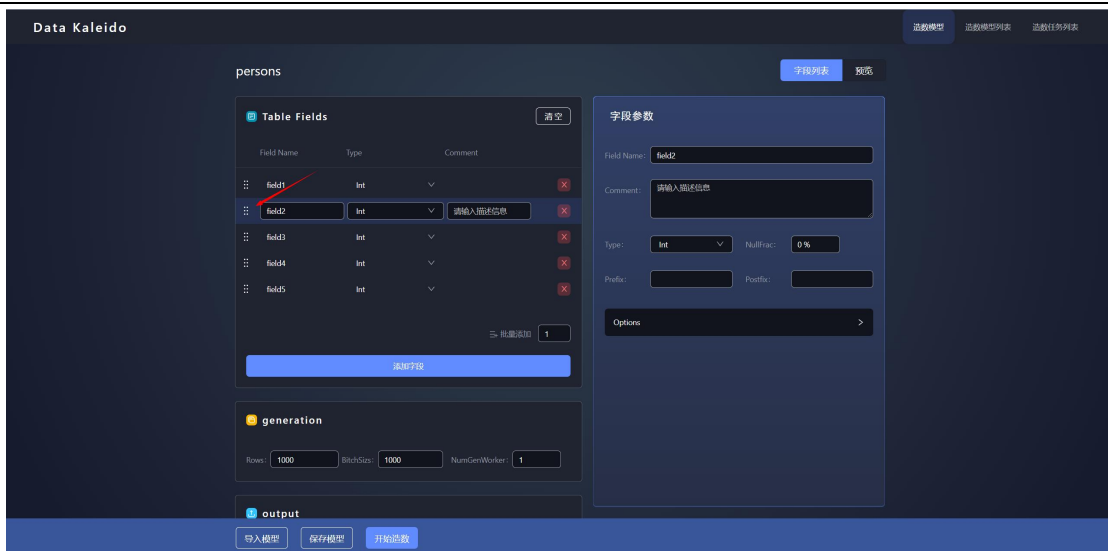 Data Kaleido 造数模型 造数模型列表 造数任务列表
persons 字段列表 预览
Table Fields 清空
Field Name Type Comment
field1 Int
field2 Int 请输入描述信息
field3 Int
field4 Int
field5 Int
批量添加 1
添加字段
generation
Rows: 1000 BitchSizs: 1000 NumGenWorker: 1
output
字段参数
Field Name: field2
Comment: 请输入描述信息
Type: Int NullFrac: 0 %
Prefix: Postfix:
Options
导入模型 保存模型 开始造数